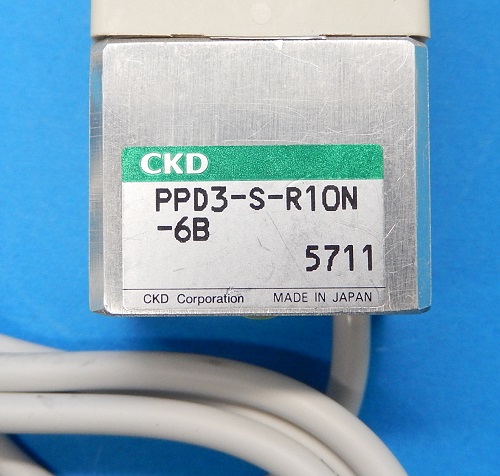 CKD
PPD3-S-R10N
-6B
5711
CKD Corporation MADE IN JAPAN